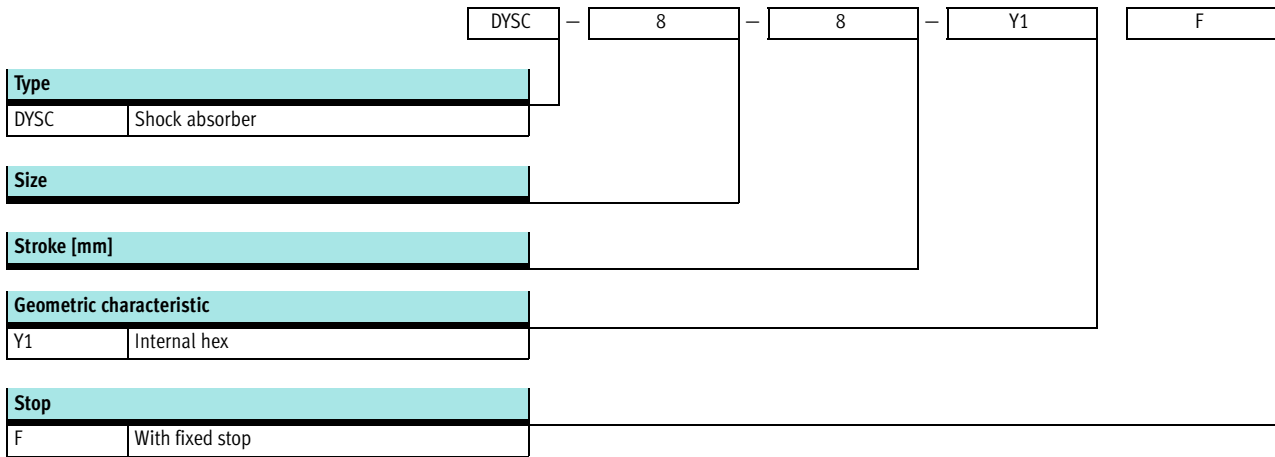 DYSC – 8 – 8 – Y1 F
Type
DYSC Shock absorber
Size
Stroke [mm]
Geometric characteristic
Y1 Internal hex
Stop
F With fixed stop